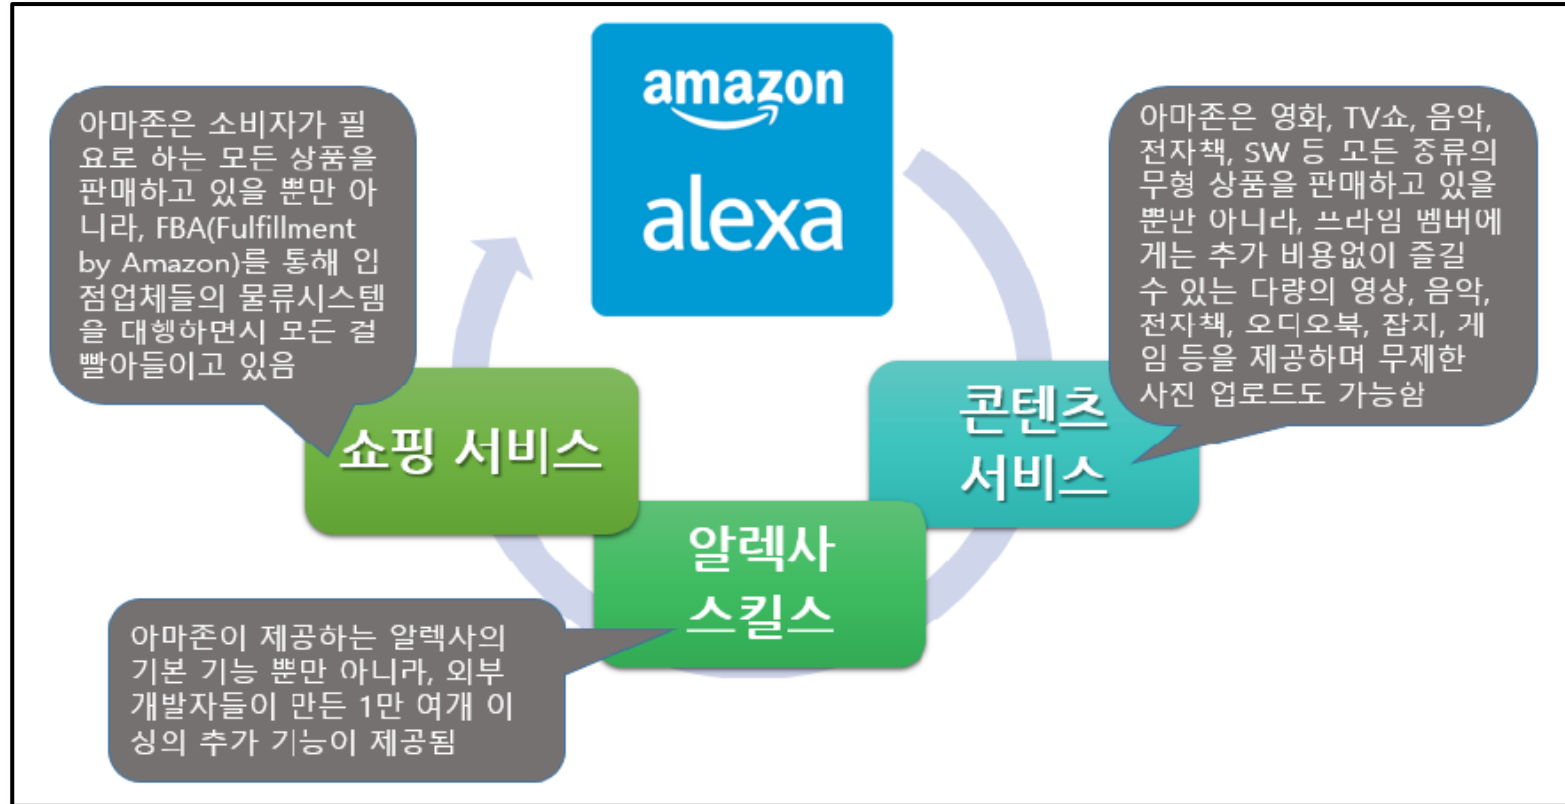 amazon
alexa
아마존은 소비자가 필
요로 하는 모든 상품을
판매하고 있을 뿐만 아
니라, FBA(Fulfillment
by Amazon)를 통해 입
점업체들의 물류시스템
을 대행하면서 모든 걸
빨아들이고 있음
아마존은 영화, TV쇼, 음악,
전자책, SW 등 모든 종류의
무형 상품을 판매하고 있을
뿐만 아니라, 프라임 멤버에
게는 추가 비용없이 즐길
수 있는 다량의 영상, 음악,
전자책, 오디오북, 잡지, 게
임 등을 제공하며 무제한
사진 업로드도 가능함
쇼핑 서비스
콘텐츠
서비스
알렉사
스킬스
아마존이 제공하는 알렉사의
기본 기능 뿐만 아니라, 외부
개발자들이 만든 1만 여개 이
상의 추가 기능이 제공됨